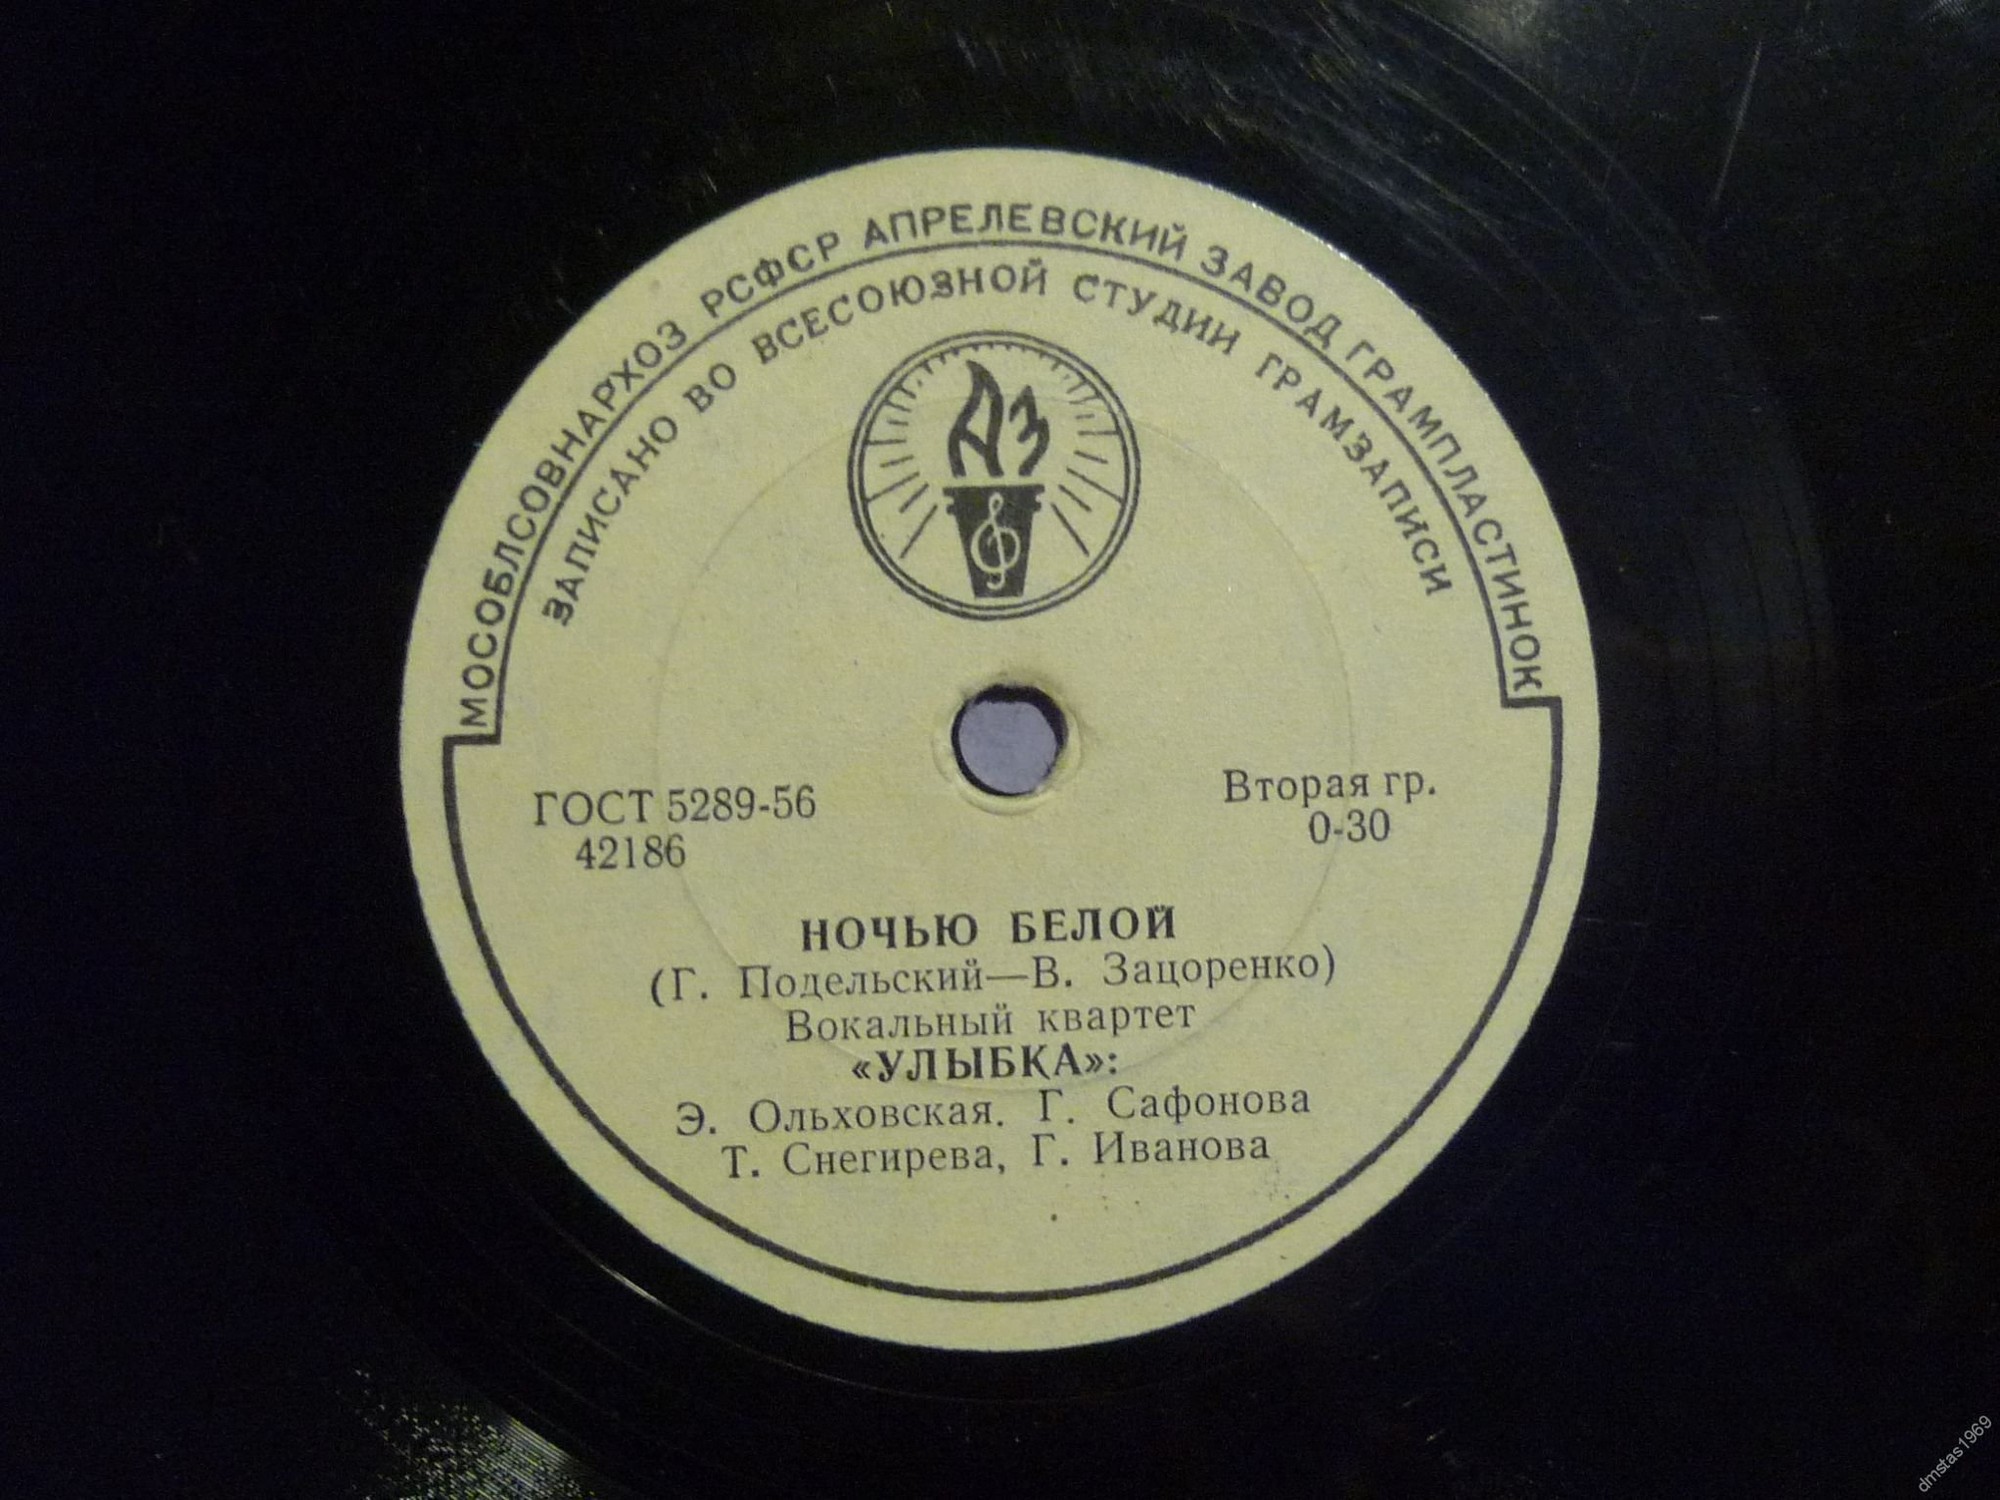 МОСОБЛСОВНАРХОЗ РСФСР АПРЕЛЕВСКИЙ ЗАВОД ГРАМПЛАСТИНОК
ЗАПИСАНО ВО ВСЕСОЮЗНОЙ СТУДИИ ГРАМЗАПИСИ
АЗ
ГОСТ 5289-56
42186
Вторая гр.
0-30
НОЧЬЮ БЕЛОЙ
(Г. Подельский—В. Зацоренко)
Вокальный квартет
«УЛЫБКА»:
Э. Ольховская. Г. Сафонова
Т. Снегирева, Г. Иванова
dmstas1969